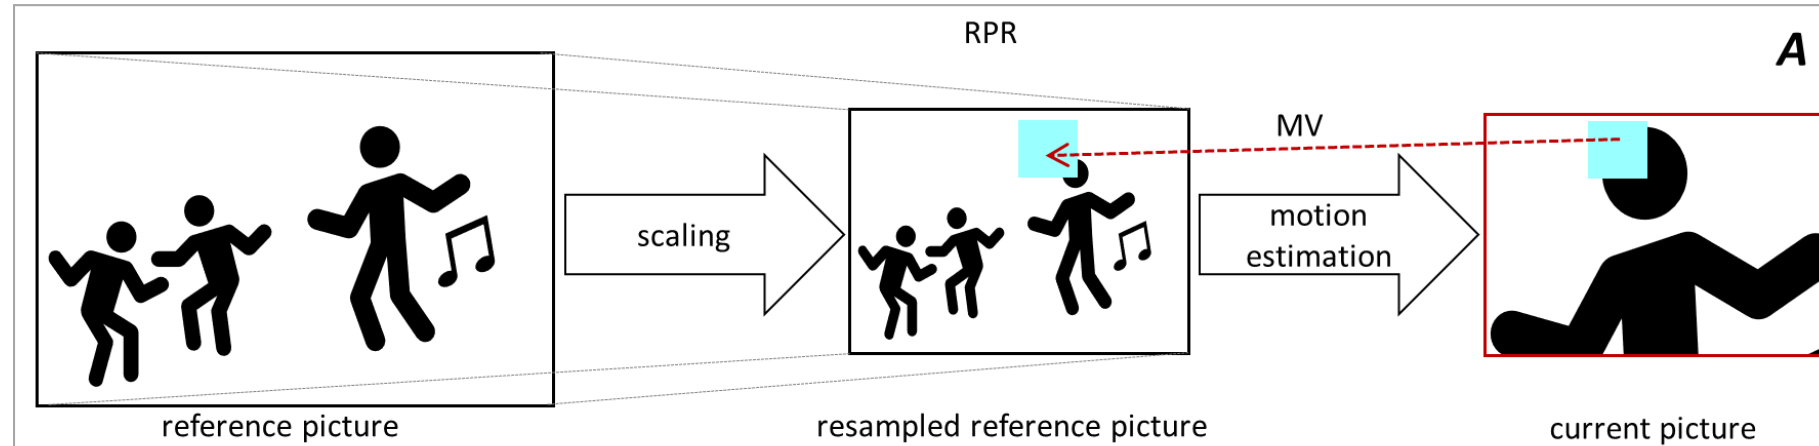 RPR
A
MV
scaling
motion
estimation
reference picture
resampled reference picture
current picture